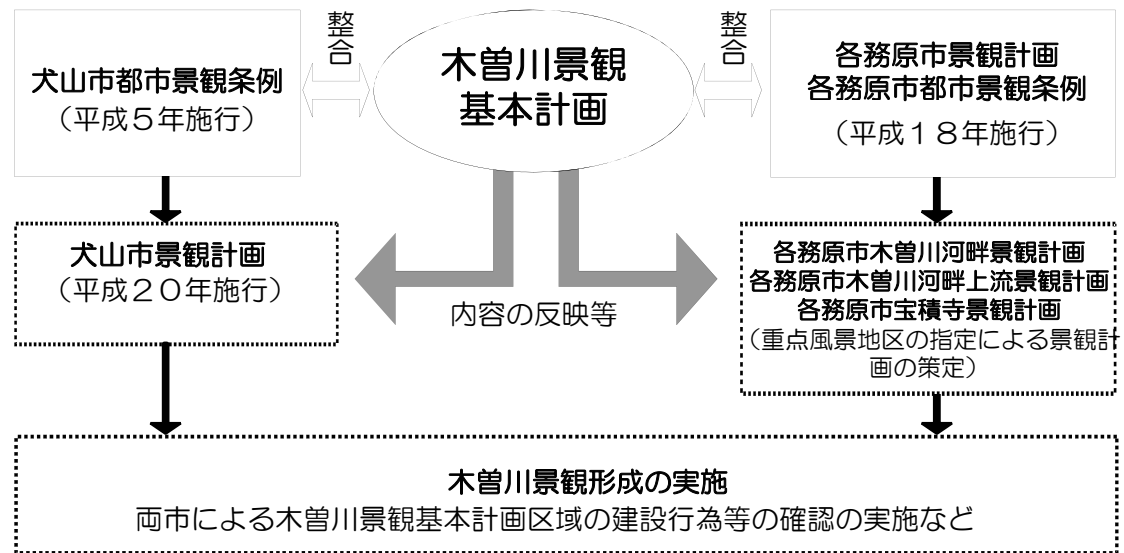 整合
木曽川景観
基本計画
整合
犬山市都市景観条例
（平成５年施行）
各務原市景観計画
各務原市都市景観条例
（平成１８年施行）
犬山市景観計画
（平成２０年施行）
内容の反映等
各務原市木曽川河畔景観計画
各務原市木曽川河畔上流景観計画
各務原市宝積寺景観計画
（重点風景地区の指定による景観計
画の策定）
木曽川景観形成の実施
両市による木曽川景観基本計画区域の建設行為等の確認の実施など